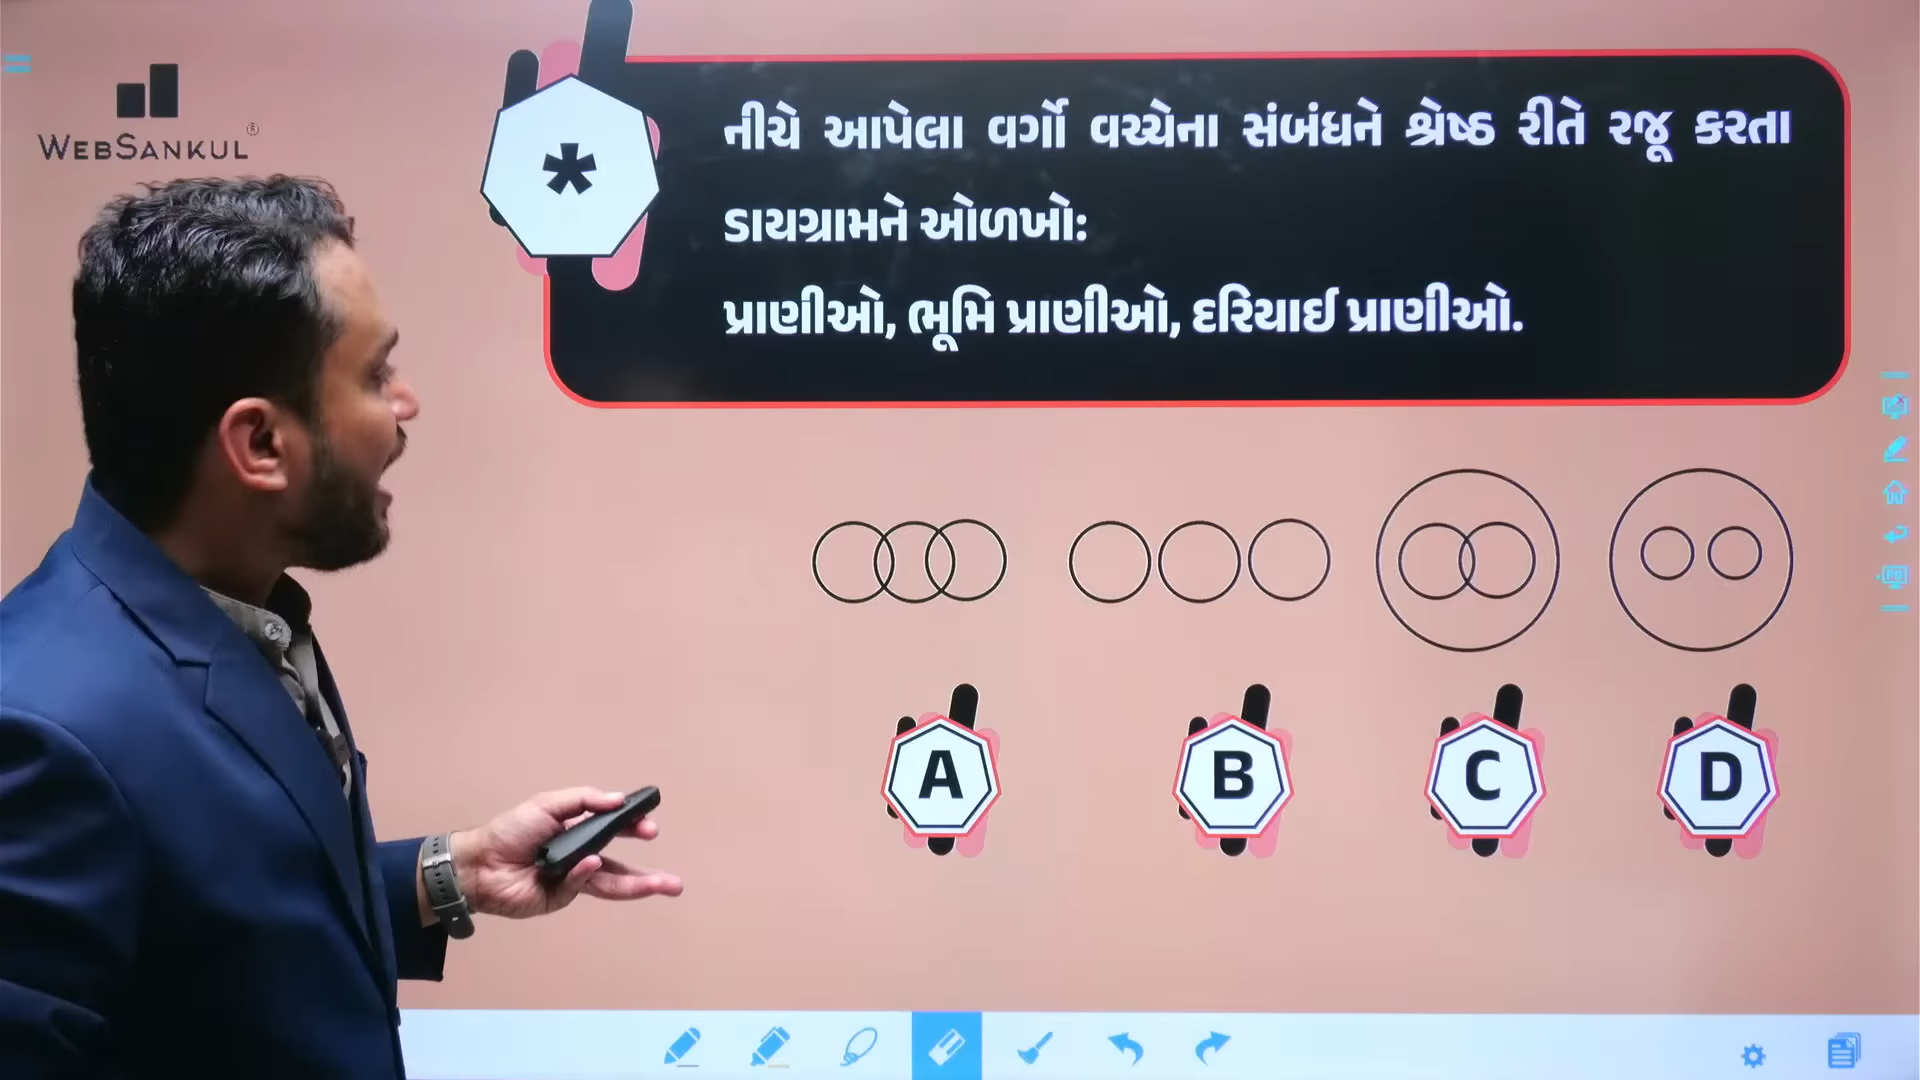 WEBSANKUL®
*
નીચે આપેલા વર્ગો વચ્ચેના સંબંધને શ્રેષ્ઠ રીતે રજૂ કરતા
ડાયગ્રામને ઓળખો:
પ્રાણીઓ, ભૂમિ પ્રાણીઓ, દરિયાઈ પ્રાણીઓ.
A B C D